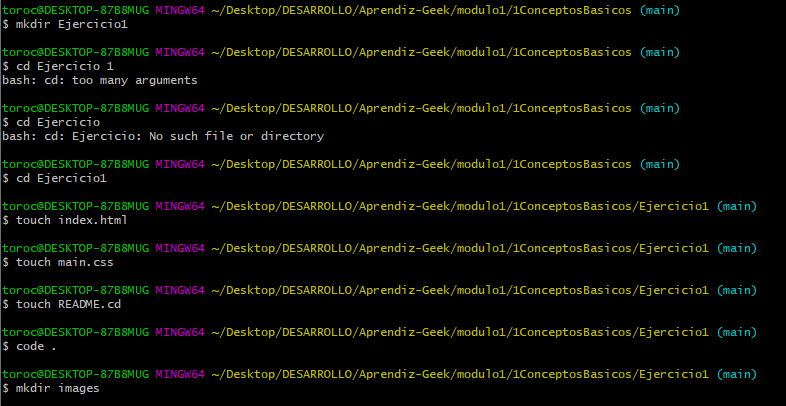 toroc@DESKTOP-87B8MUG MINGW64 ~/Desktop/DESARROLLO/Aprendiz-Geek/modulo1/1ConceptosBasicos (main)
$ mkdir Ejercicio1
toroc@DESKTOP-87B8MUG MINGW64 ~/Desktop/DESARROLLO/Aprendiz-Geek/modulo1/1ConceptosBasicos (main)
$ cd Ejercicio 1
bash: cd: too many arguments
toroc@DESKTOP-87B8MUG MINGW64 ~/Desktop/DESARROLLO/Aprendiz-Geek/modulo1/1ConceptosBasicos (main)
$ cd Ejercicio
bash: cd: Ejercicio: No such file or directory
toroc@DESKTOP-87B8MUG MINGW64 ~/Desktop/DESARROLLO/Aprendiz-Geek/modulo1/1ConceptosBasicos (main)
$ cd Ejercicio1
toroc@DESKTOP-87B8MUG MINGW64 ~/Desktop/DESARROLLO/Aprendiz-Geek/modulo1/1ConceptosBasicos/Ejercicio1 (main)
$ touch index.html
toroc@DESKTOP-87B8MUG MINGW64 ~/Desktop/DESARROLLO/Aprendiz-Geek/modulo1/1ConceptosBasicos/Ejercicio1 (main)
$ touch main.css
toroc@DESKTOP-87B8MUG MINGW64 ~/Desktop/DESARROLLO/Aprendiz-Geek/modulo1/1ConceptosBasicos/Ejercicio1 (main)
$ touch README.cd
toroc@DESKTOP-87B8MUG MINGW64 ~/Desktop/DESARROLLO/Aprendiz-Geek/modulo1/1ConceptosBasicos/Ejercicio1 (main)
$ code .
toroc@DESKTOP-87B8MUG MINGW64 ~/Desktop/DESARROLLO/Aprendiz-Geek/modulo1/1ConceptosBasicos/Ejercicio1 (main)
$ mkdir images